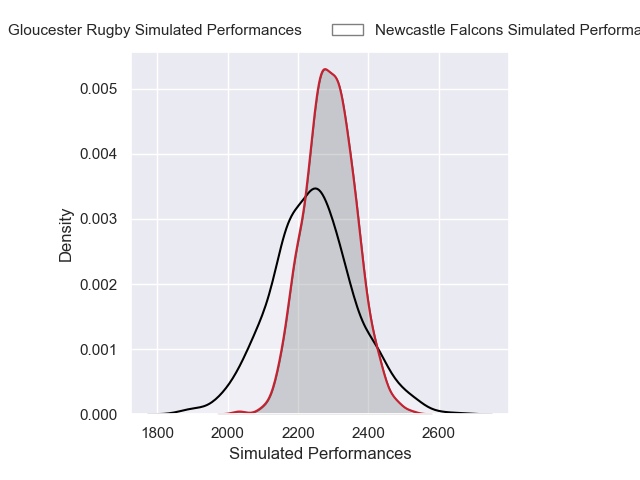 Gloucester Rugby Simulated Performances
Newcastle Falcons Simulated
0.005
0.004
0.003
0.002
0.001
0.000
Density
1800
2000
2200
2400
2600
Simulated Performances